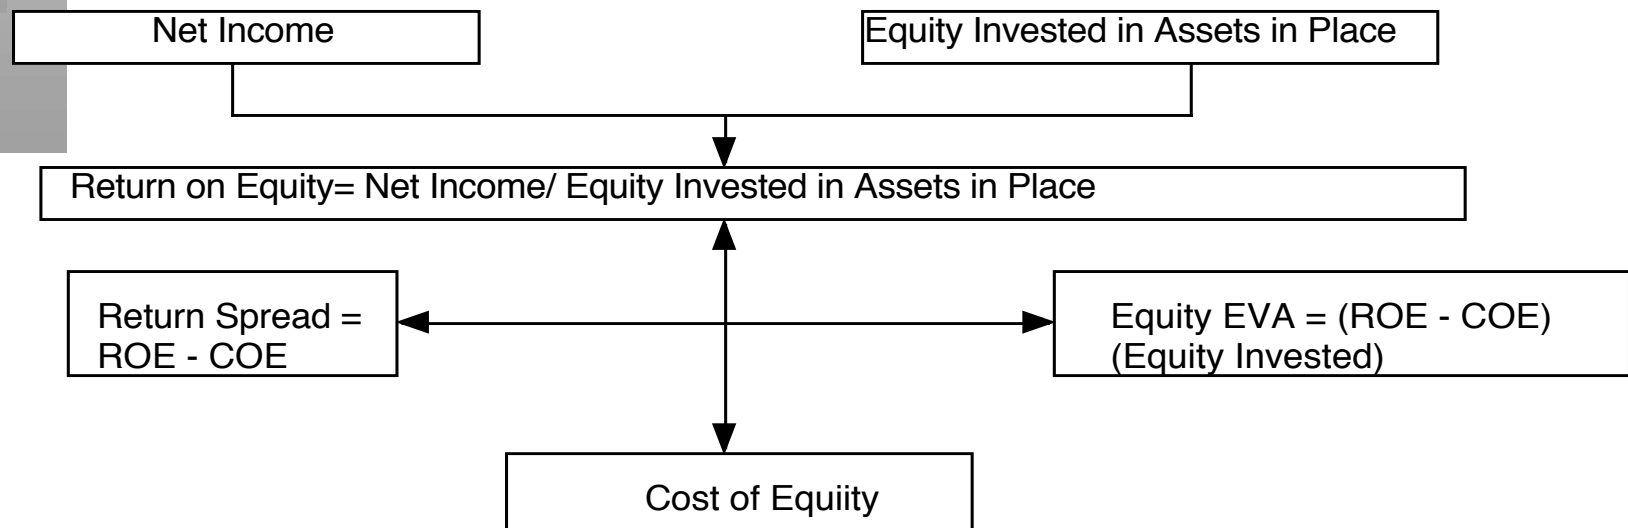 Net Income
Equity Invested in Assets in Place
Return on Equity= Net Income/ Equity Invested in Assets in Place
Return Spread =
ROE - COE
Equity EVA = (ROE - COE)
(Equity Invested)
Cost of Equiity